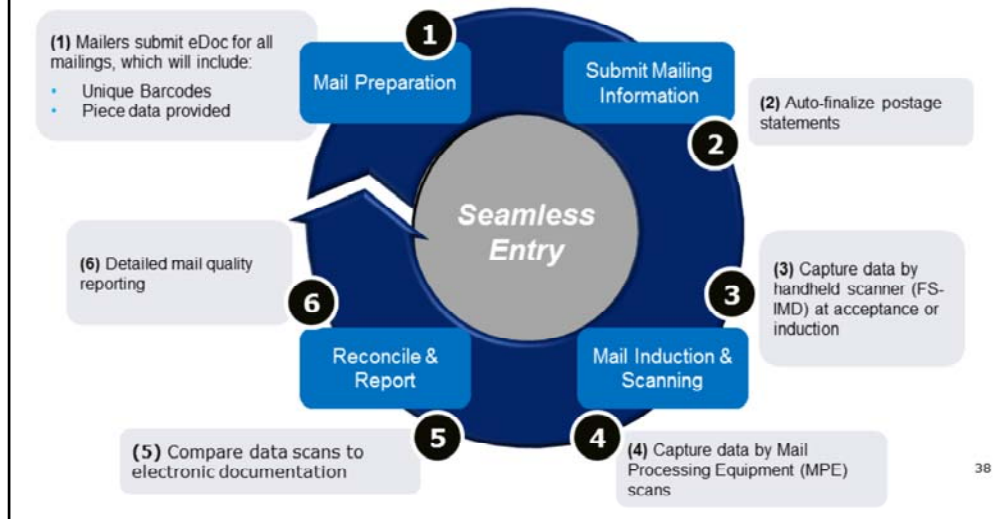 (1) Mailers submit eDoc for all
mailings, which will include:
• Unique Barcodes
• Piece data provided
1
Mail Preparation
Submit Mailing
Information
2
(2) Auto-finalize postage
statements
Seamless
Entry
(3) Capture data by
handheld scanner (FS-
IMD) at acceptance or
induction
3
Mail Induction &
Scanning
4
(4) Capture data by Mail
Processing Equipment (MPE)
scans
5
(5) Compare data scans to
electronic documentation
Reconcile &
Report
6
(6) Detailed mail quality
reporting
38